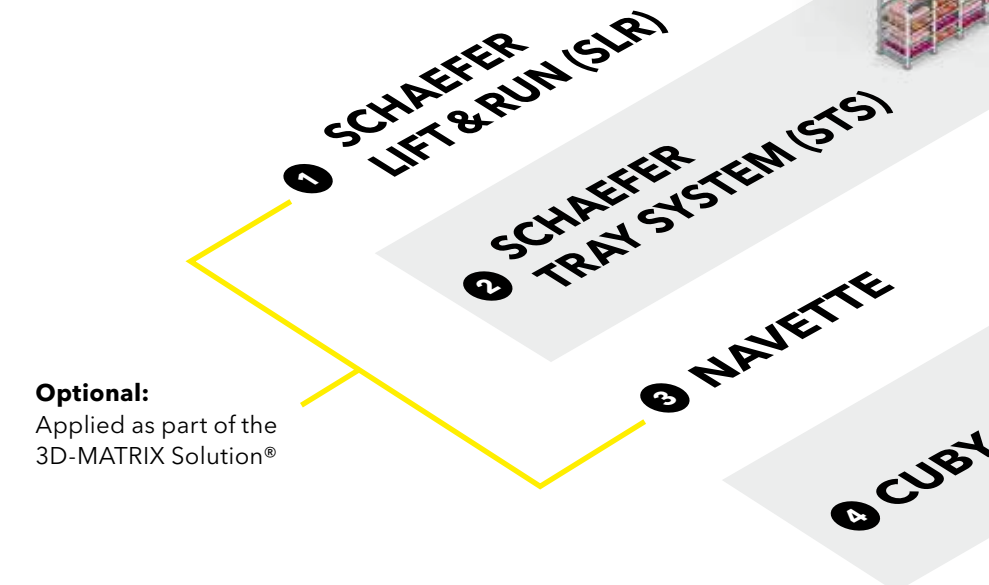 1 SCHAEFER
LIFT & RUN (SLR)
2 SCHAEFER
TRAY SYSTEM (STS)
3 NAVETTE
4 CUBY
Optional:
Applied as part of the
3D-MATRIX Solution®